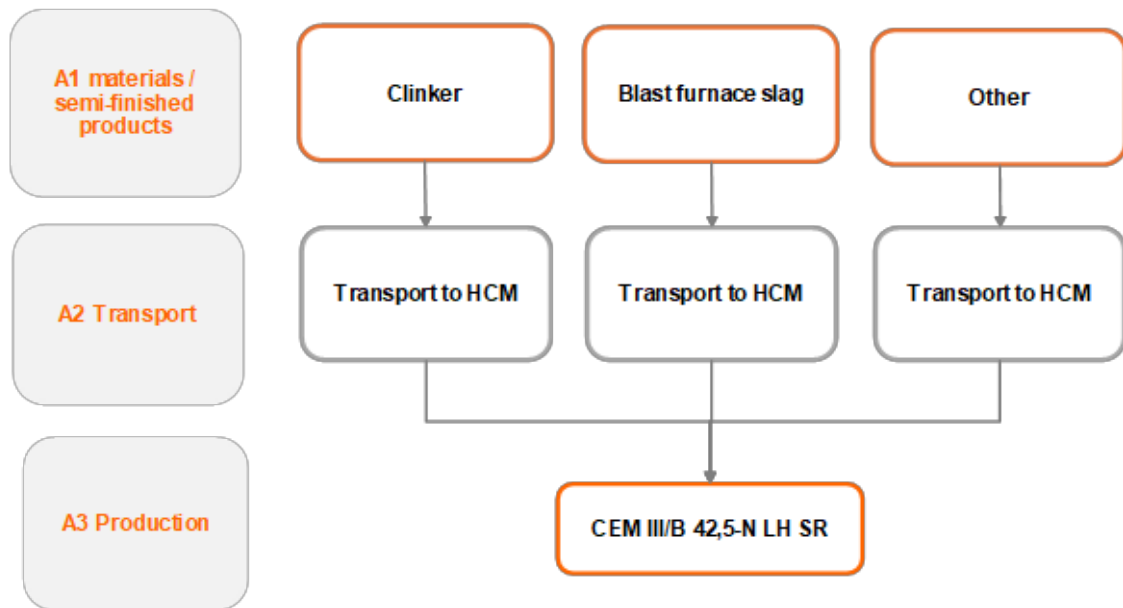 A1 materials /
semi-finished
products
Clinker
Blast furnace slag
Other
A2 Transport
Transport to HCM
Transport to HCM
Transport to HCM
A3 Production
CEM III/B 42,5-N LH SR